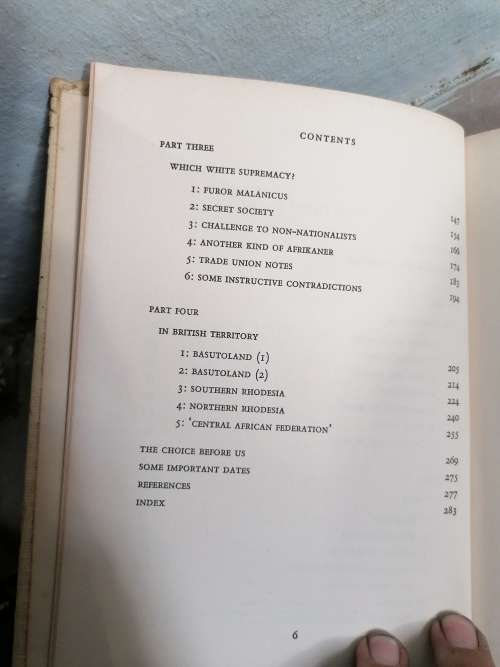 CONTENTS
PART THREE
WHICH WHITE SUPREMACY?
1: FUROR MALANICUS 147
2: SECRET SOCIETY 154
3: CHALLENGE TO NON-NATIONALISTS 166
4: ANOTHER KIND OF AFRIKANER 174
5: TRADE UNION NOTES 183
6: SOME INSTRUCTIVE CONTRADICTIONS 194
PART FOUR
IN BRITISH TERRITORY
1: BASUTOLAND (1) 205
2: BASUTOLAND (2) 214
3: SOUTHERN RHODESIA 224
4: NORTHERN RHODESIA 240
5: 'CENTRAL AFRICAN FEDERATION' 255
THE CHOICE BEFORE US 269
SOME IMPORTANT DATES 275
REFERENCES 277
INDEX 283
6